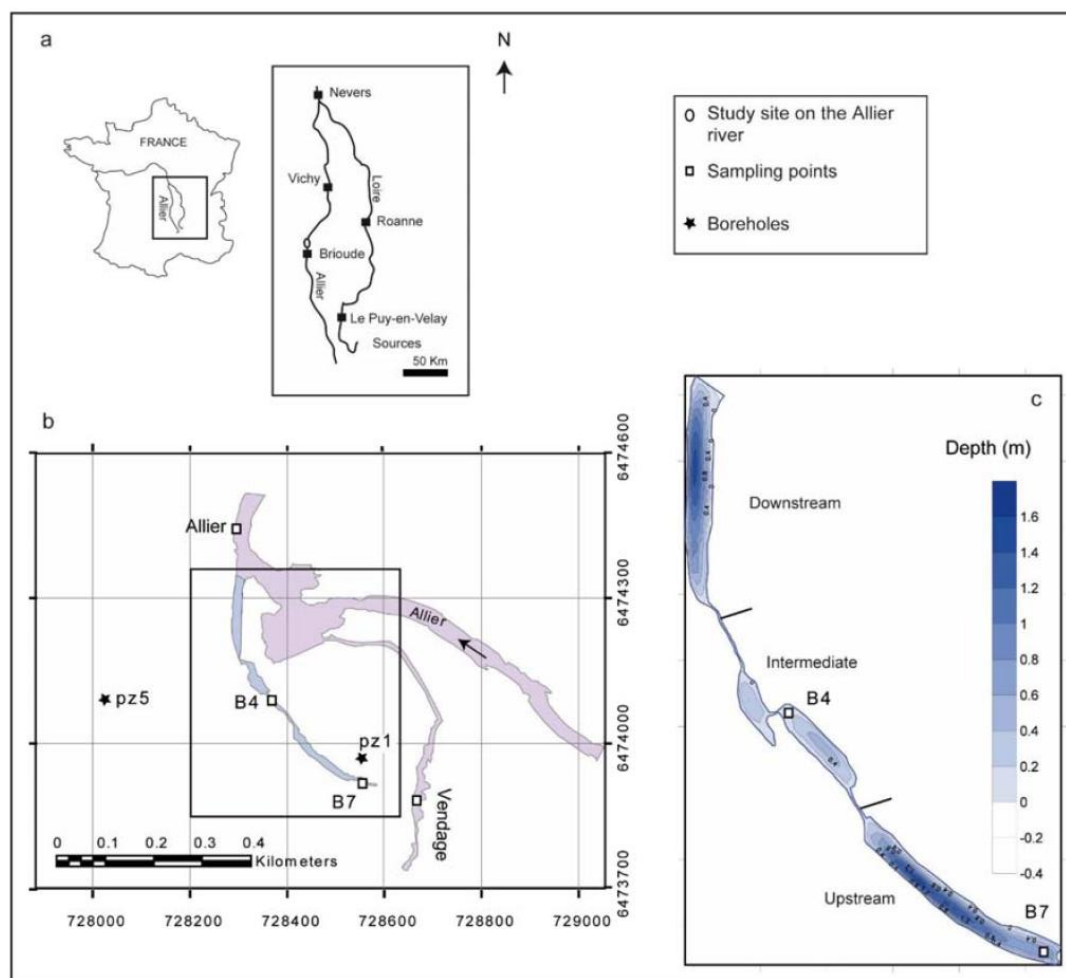 a
N
FRANCE
Allier
Nevers
Vichy
Loire
Roanne
Brioude
Allier
Le Puy-en-Velay
Sources
50 Km
Study site on the Allier
river
Sampling points
Boreholes
b
Allier
Allier
pz5
B4
pz1
B7
Vendage
0 0.1 0.2 0.3 0.4
Kilometers
6474600
6474300
6474000
6473700
728000 728200 728400 728600 728800 729000
c
Depth (m)
Downstream
Intermediate
B4
Upstream
B7
1.6
1.4
1.2
1
0.8
0.6
0.4
0.2
0
-0.2
-0.4